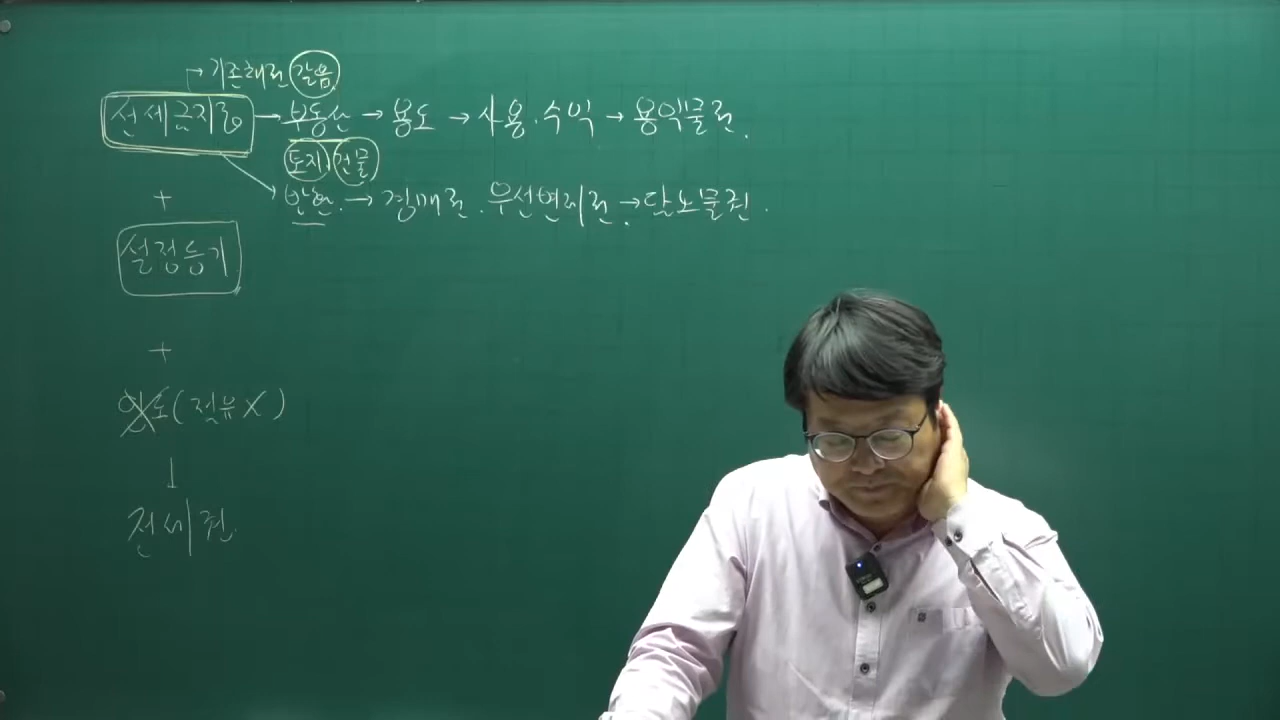 →기존채권 갈음
전세금지급 → 부동산 → 용도 → 사용·수익 → 용익물권.
토지 건물
반환. → 경매권. 우선변제권. → 담보물권.
+
설정등기
+
인도(점유X)
↓
전세권.